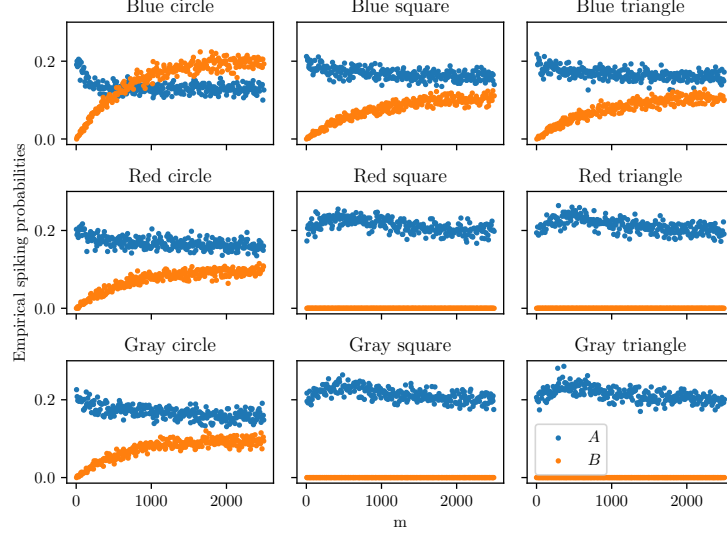 Blue circle
Blue square
Blue triangle
0.2
0.0
Red circle
Red square
Red triangle
0.2
0.0
Empirical spiking probabilities
Gray circle
Gray square
Gray triangle
0.2
0.0
A
B
0
1000
2000
0
1000
2000
0
1000
2000
m